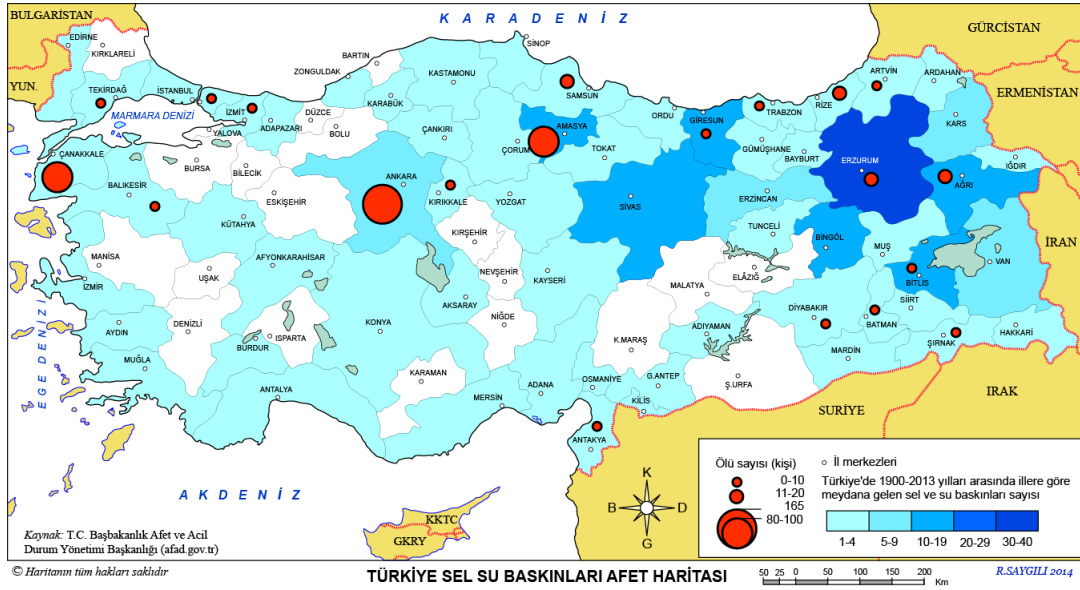 BULGARİSTAN
K A R A D E N İ Z
GÜRCİSTAN
EDİRNE
KIRKLARELİ
YUN.
TEKİRDAĞ
İSTANBUL
İZMİT
MARMARA DENİZİ
YALOVA
ADAPAZARI
DÜZCE
BOLU
ZONGULDAK
BARTIN
KARABÜK
KASTAMONU
SİNOP
SAMSUN
ÇANKIRI
ÇORUM
AMASYA
TOKAT
ORDU
GİRESUN
TRABZON
RİZE
ARTVİN
ARDAHAN
ERMENİSTAN
KARS
GÜMÜŞHANE
BAYBURT
ERZURUM
IĞDIR
AĞRI
ÇANAKKALE
BALIKESİR
BURSA
BİLECİK
ESKİŞEHİR
ANKARA
KIRIKKALE
YOZGAT
SİVAS
ERZİNCAN
TUNCELİ
BİNGÖL
MUŞ
VAN
İRAN
KÜTAHYA
KIRŞEHİR
MANİSA
UŞAK
AFYONKARAHİSAR
NEVŞEHİR
KAYSERİ
MALATYA
ELÂZIĞ
BİTLİS
SİİRT
İZMİR
AKSARAY
NİĞDE
DİYABAKIR
BATMAN
HAKKARİ
ŞIRNAK
AYDIN
DENİZLİ
BURDUR
ISPARTA
KONYA
K.MARAŞ
ADIYAMAN
MARDİN
MUĞLA
ANTALYA
KARAMAN
MERSİN
ADANA
OSMANİYE
G.ANTEP
KİLİS
Ş.URFA
ANTAKYA
SURİYE
IRAK
E G E D E N İ Z İ
A K D E N İ Z
KKTC
GKRY
K
B
D
G
Ölü sayısı (kişi)
0-10
11-20
165
80-100
İl merkezleri
Türkiye'de 1900-2013 yılları arasında illere göre
meydana gelen sel ve su baskınları sayısı
1-4 5-9 10-19 20-29 30-40
Kaynak: T.C. Başbakanlık Afet ve Acil
Durum Yönetimi Başkanlığı (afad.gov.tr)
© Haritanın tüm hakları saklıdır
TÜRKİYE SEL SU BASKINLARI AFET HARİTASI
50 25 0 50 100 150 200
Km
R.SAYGILI 2014